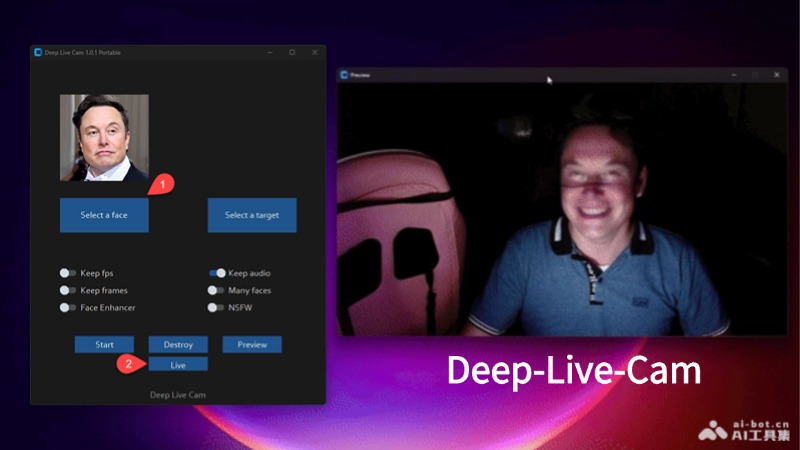 Deep Live Cam 1.0.1 Portable
Preview
1
Select a face
Select a target
Keep fps
Keep audio
Keep frames
Many faces
Face Enhancer
NSFW
Start
Destroy
Preview
2
Live
Deep Live Cam
Deep-Live-Cam
ai-bot.cn
AI工具集